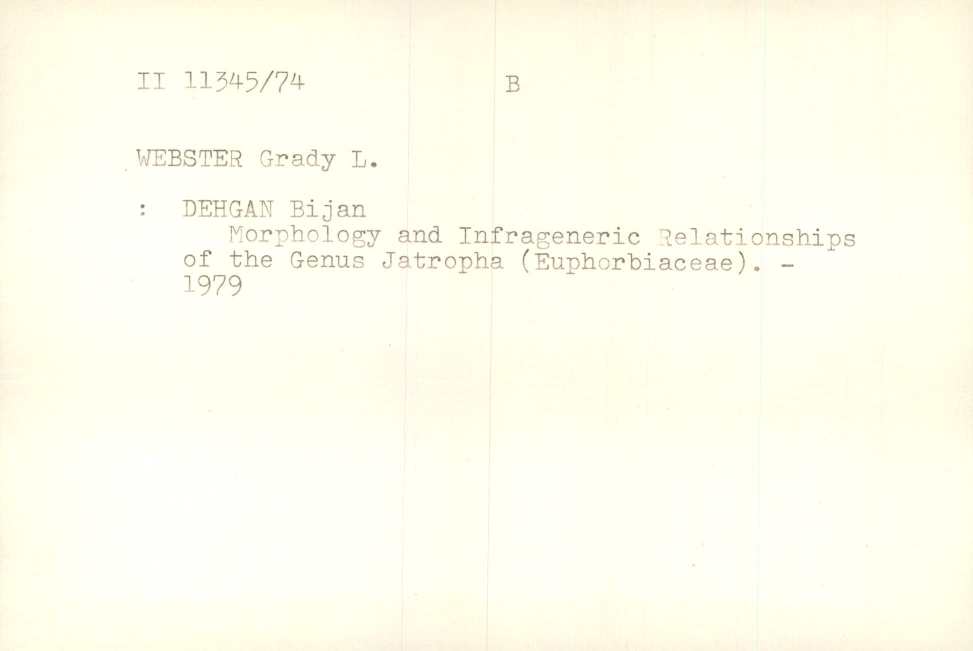 II 11345/74 B
WEBSTER Grady L.
: DEHGAN Bijan
Morphology and Infrageneric Relationships
of the Genus Jatropha (Euphorbiaceae). -
1979